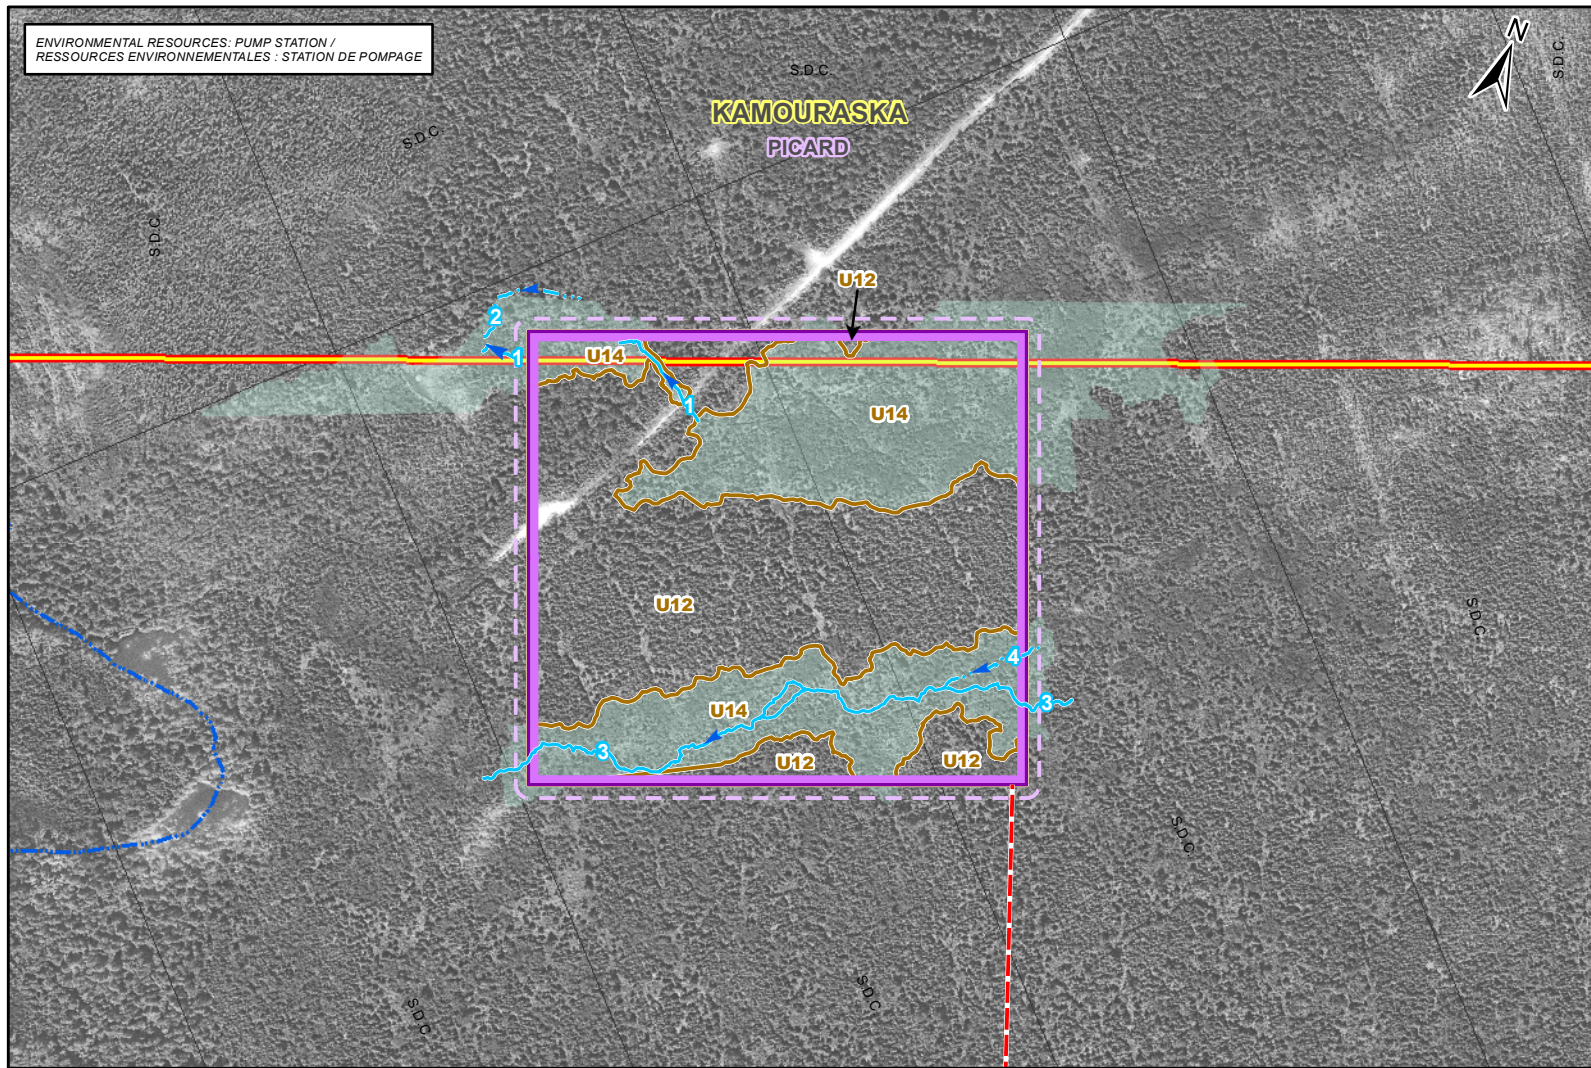 ENVIRONMENTAL RESOURCES: PUMP STATION /
RESSOURCES ENVIRONNEMENTALES : STATION DE POMPAGE
N
S.D.C
S.D.C.
KAMOURASKA
S.D.C
PICARD
S.D.C
U12
2
1
U14
1
U14
U12
S.D.C
4
3
U14
3
U12
U12
S.D.C.
S.D.C
S.D.C